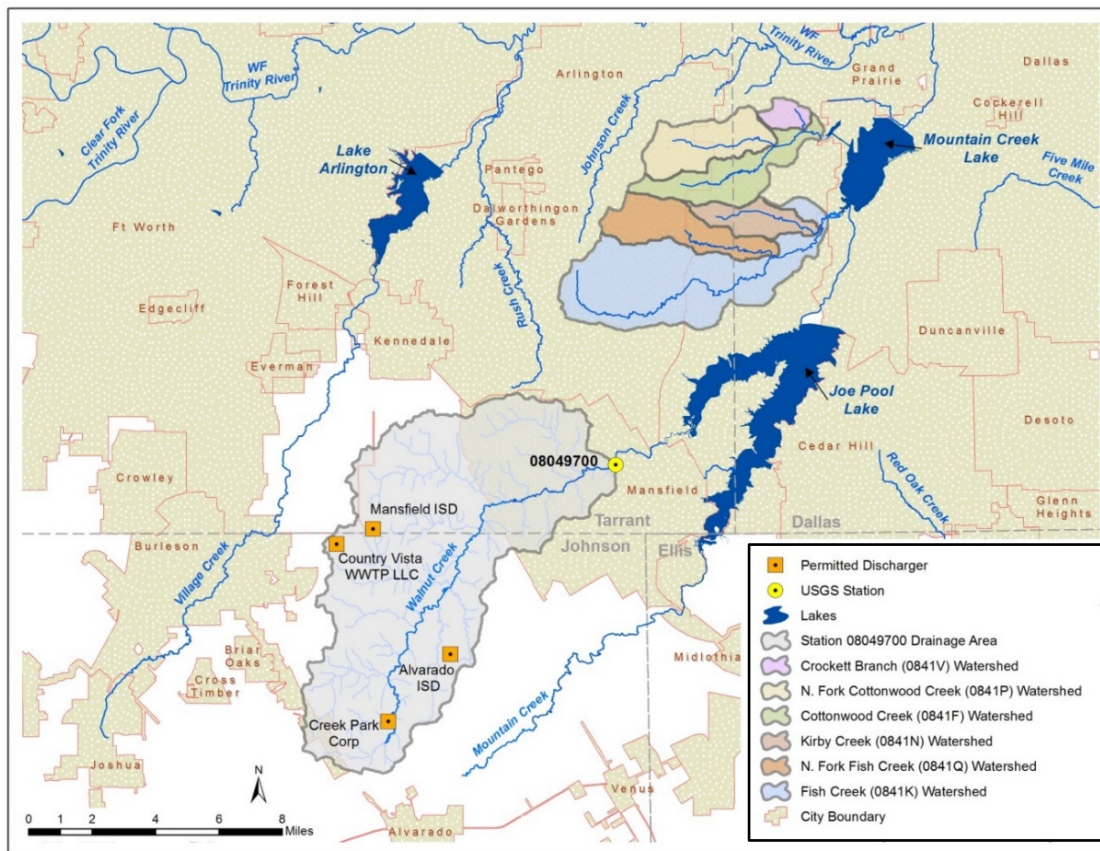 WF
Trinity River
Clear Fork
Trinity River
Arlington
Johnson Creek
WF
Trinity River
Grand
Prairie
Dallas
Cockerell
Hill
Mountain Creek
Lake
Five Mile
Creek
Lake
Arlington
Pantego
Dalworthingon
Gardens
Ft Worth
Rush Creek
Forest
Hill
Edgecliff
Kennedale
Everman
Duncanville
Joe Pool
Lake
Desoto
Cedar Hill
Crowley
08049700
Mansfield
Red Oak Creek
Glenn
Heights
Mansfield ISD
Tarrant
Dallas
Johnson
Ellis
Burleson
Country Vista
WWTP LLC
Village Creek
Walnut Creek
Briar
Oaks
Cross
Timber
Alvarado
ISD
Midlothia
Creek Park
Corp
Mountain Creek
Joshua
Venus
Alvarado
N
0 1 2 4 6 8
Miles
Permitted Discharger
USGS Station
Lakes
Station 08049700 Drainage Area
Crockett Branch (0841V) Watershed
N. Fork Cottonwood Creek (0841P) Watershed
Cottonwood Creek (0841F) Watershed
Kirby Creek (0841N) Watershed
N. Fork Fish Creek (0841Q) Watershed
Fish Creek (0841K) Watershed
City Boundary